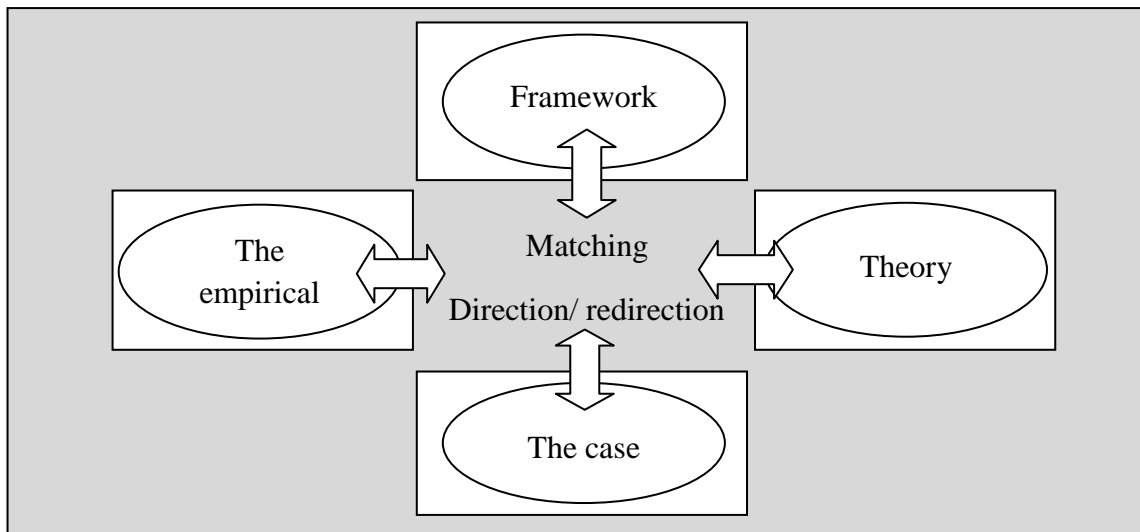 Framework
The
empirical
Matching
Direction/ redirection
Theory
The case